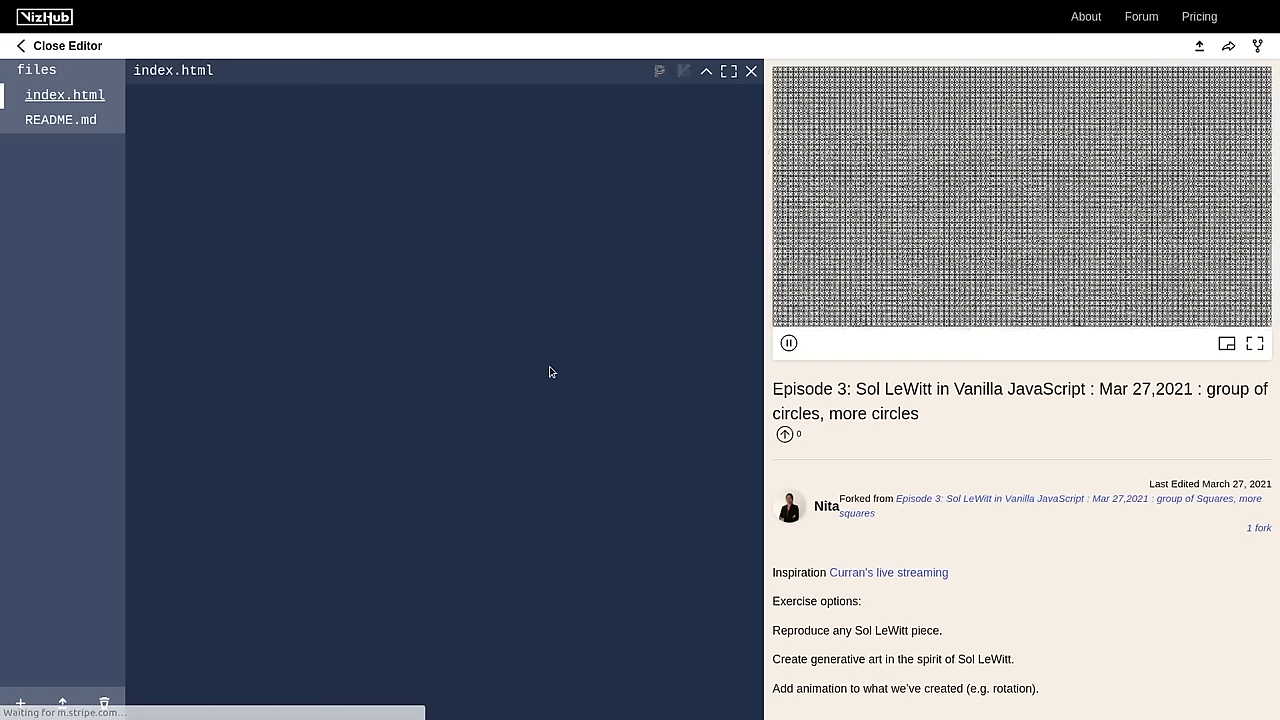 VizHub
About Forum Pricing
Close Editor
files
index.html
README.md
index.html
Episode 3: Sol LeWitt in Vanilla JavaScript : Mar 27,2021 : group of
circles, more circles
0
Last Edited March 27, 2021
Nita
Forked from Episode 3: Sol LeWitt in Vanilla JavaScript : Mar 27,2021 : group of Squares, more
squares
1 fork
Inspiration Curran's live streaming
Exercise options:
Reproduce any Sol LeWitt piece.
Create generative art in the spirit of Sol LeWitt.
Add animation to what we've created (e.g. rotation).
Waiting for m.stripe.com...